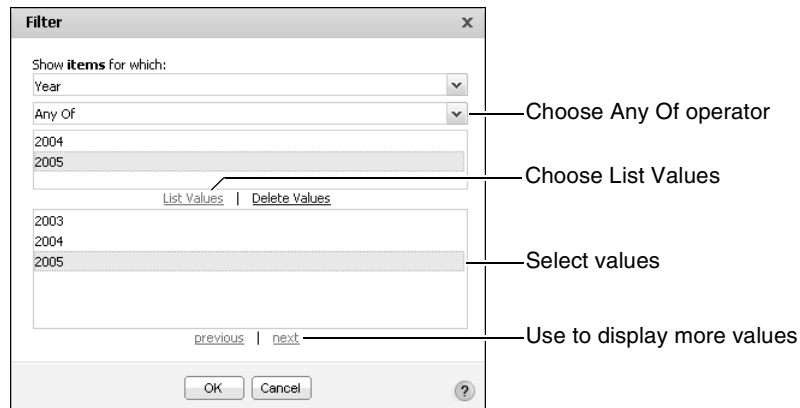 Filter x
Show items for which:
Year
Any Of
Choose Any Of operator
2004
2005
Choose List Values
List Values | Delete Values
2003
2004
2005
Select values
previous | next
Use to display more values
OK Cancel ?